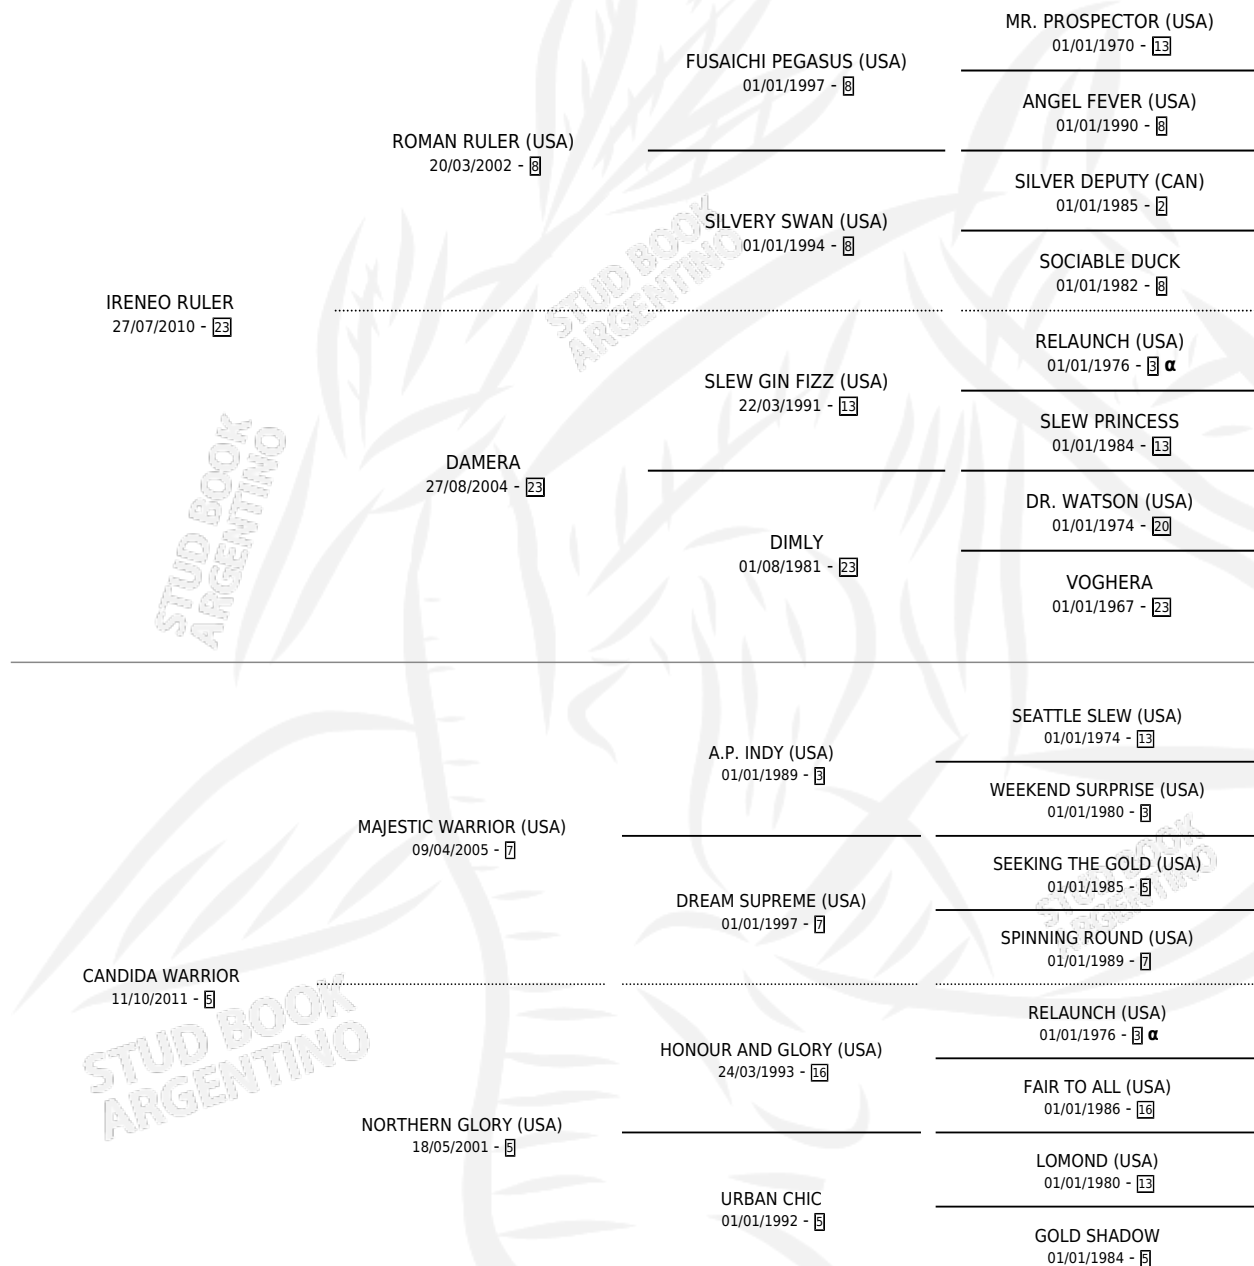 MR. PROSPECTOR (USA)
01/01/1970 - 13
FUSAICHI PEGASUS (USA)
01/01/1997 - 8
ANGEL FEVER (USA)
01/01/1990 - 8
ROMAN RULER (USA)
20/03/2002 - 8
SILVER DEPUTY (CAN)
01/01/1985 - 2
SILVERY SWAN (USA)
01/01/1994 - 8
SOCIABLE DUCK
01/01/1982 - 8
IRENEO RULER
27/07/2010 - 23
RELAUNCH (USA)
01/01/1976 - 3 α
SLEW GIN FIZZ (USA)
22/03/1991 - 13
SLEW PRINCESS
01/01/1984 - 13
DAMERA
27/08/2004 - 23
DR. WATSON (USA)
01/01/1974 - 20
DIMLY
01/08/1981 - 23
VOGHERA
01/01/1967 - 23
SEATTLE SLEW (USA)
01/01/1974 - 13
A.P. INDY (USA)
01/01/1989 - 3
WEEKEND SURPRISE (USA)
01/01/1980 - 3
MAJESTIC WARRIOR (USA)
09/04/2005 - 7
SEEKING THE GOLD (USA)
01/01/1985 - 5
DREAM SUPREME (USA)
01/01/1997 - 7
SPINNING ROUND (USA)
01/01/1989 - 7
CANDIDA WARRIOR
11/10/2011 - 5
RELAUNCH (USA)
01/01/1976 - 3 α
HONOUR AND GLORY (USA)
24/03/1993 - 16
FAIR TO ALL (USA)
01/01/1986 - 16
NORTHERN GLORY (USA)
18/05/2001 - 5
LOMOND (USA)
01/01/1980 - 13
URBAN CHIC
01/01/1992 - 5
GOLD SHADOW
01/01/1984 - 5
STUD BOOK
ARGENTINO
STUD BOOK
ARGENTINO
STUD BOOK
ARGENTINO
STUD BOOK
ARGENTINO